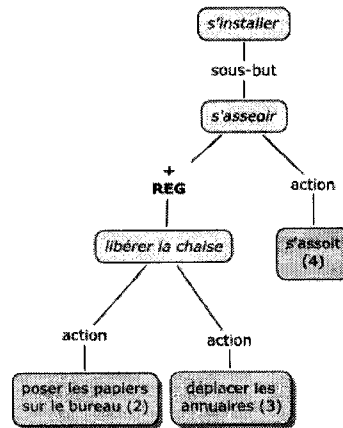 s'installer
sous-but
s'asseoir
+
REG
action
libérer la chaise
s'assoit
(4)
action
action
poser les papiers
sur le bureau (2)
déplacer les
annuaires (3)